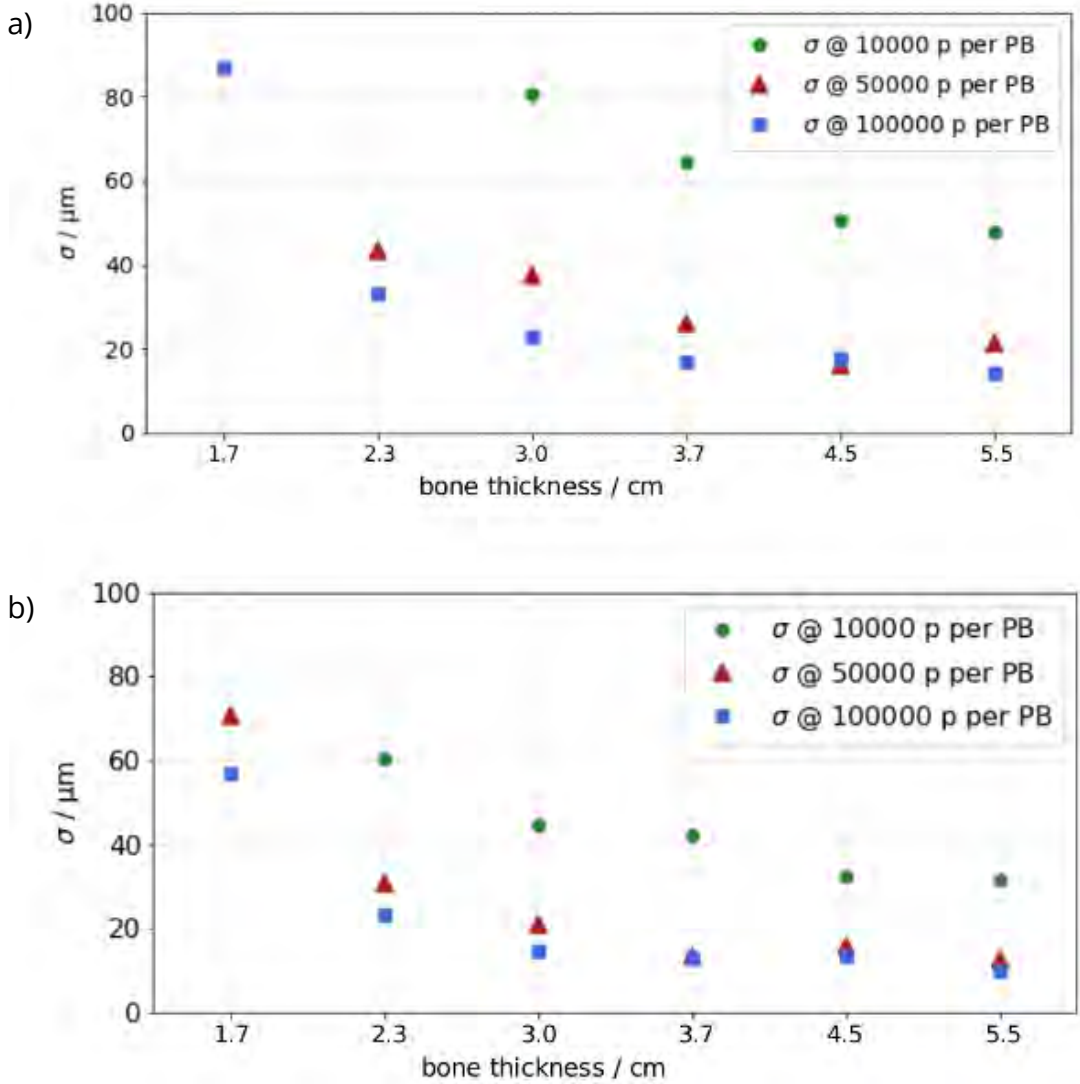 a)
100
80
60
40
20
0
σ / µm
σ @ 10000 p per PB
σ @ 50000 p per PB
σ @ 100000 p per PB
1.7 2.3 3.0 3.7 4.5 5.5
bone thickness / cm
b)
100
80
60
40
20
0
σ / µm
σ @ 10000 p per PB
σ @ 50000 p per PB
σ @ 100000 p per PB
1.7 2.3 3.0 3.7 4.5 5.5
bone thickness / cm